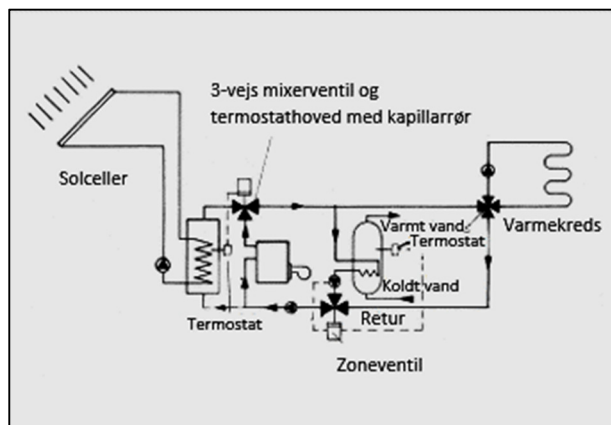 3-vejs mixerventil og
termostathoved med kapillarrør
Solceller
Varmt vand
Termostat
Varmekreds
Koldt vand
Termostat
Retur
Zoneventil